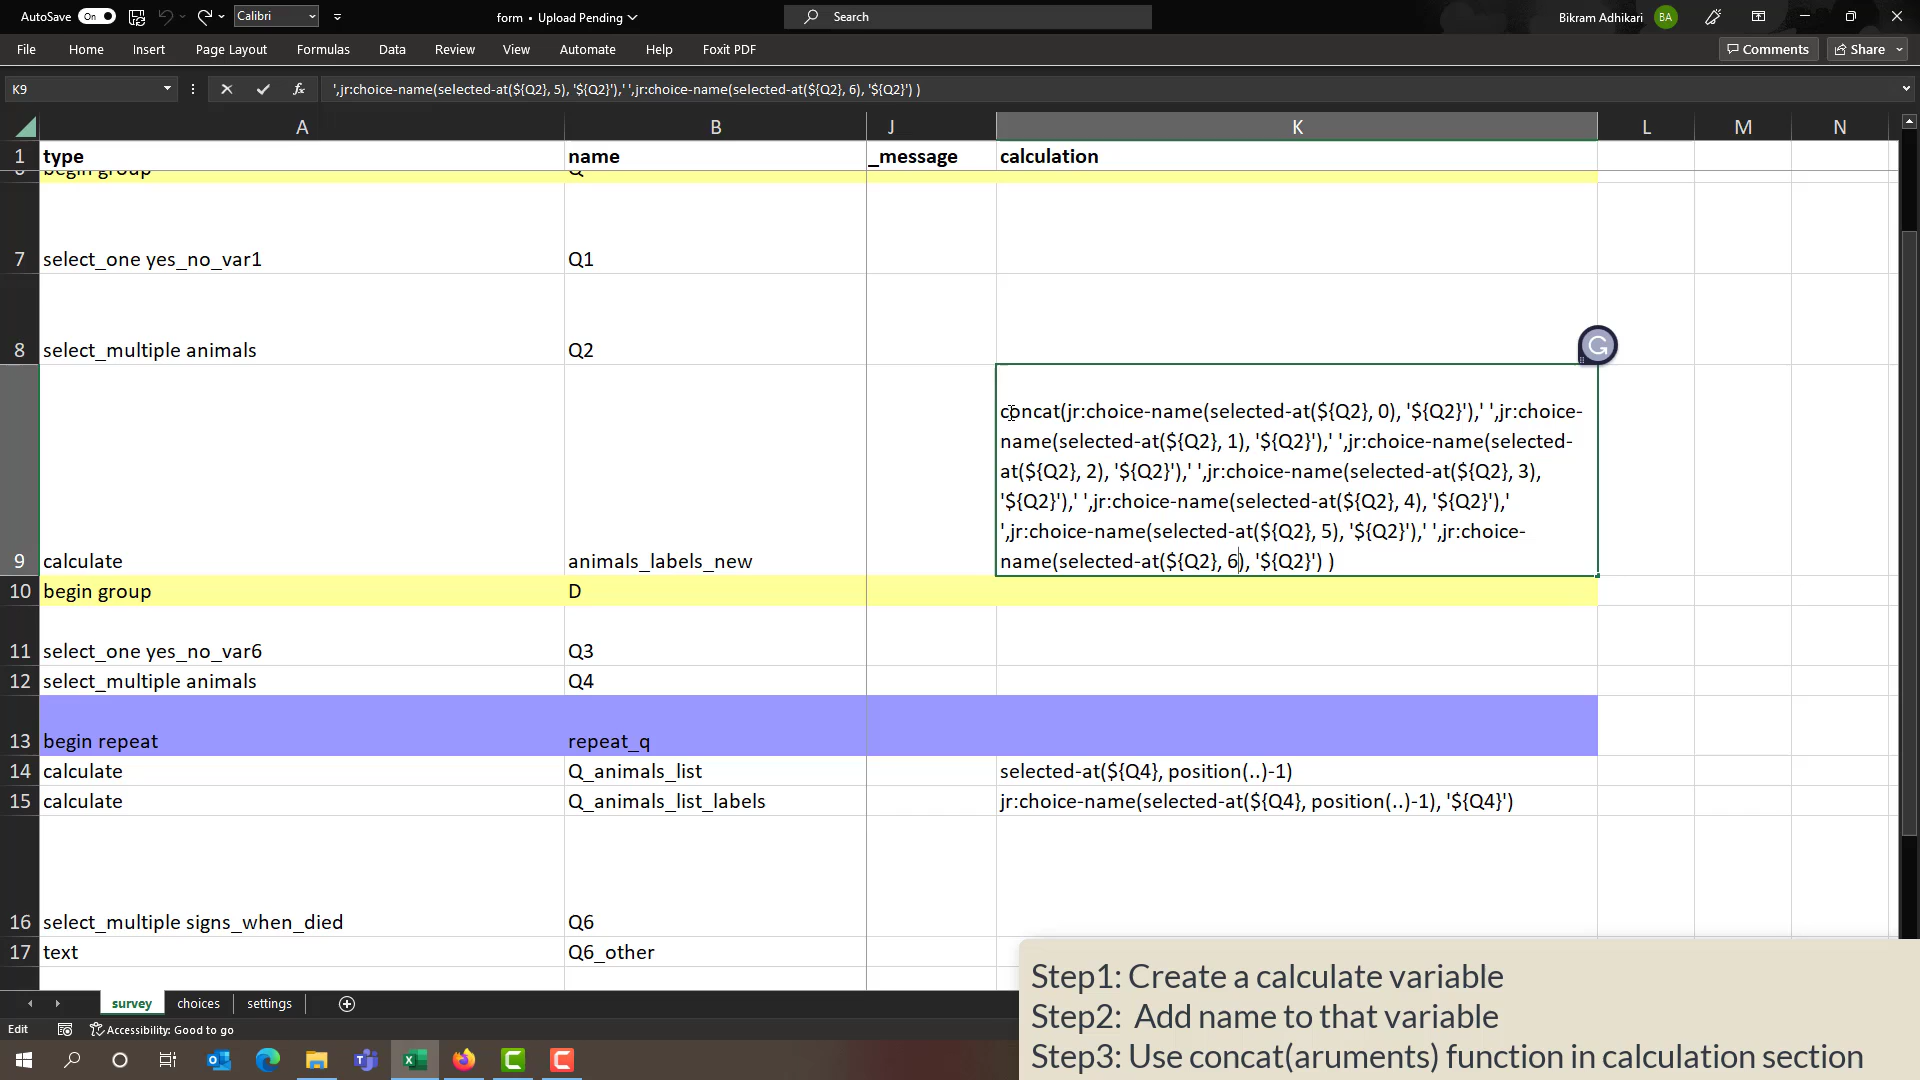 AutoSave On Calibri form • Upload Pending Search Bikram Adhikari BA
File Home Insert Page Layout Formulas Data Review View Automate Help Foxit PDF Comments Share
K9 fx ',jr:choice-name(selected-at(${Q2}, 5), '${Q2}'),' ',jr:choice-name(selected-at(${Q2}, 6), '${Q2}') )
A B J K L M N
1 type name _message calculation
begin group Q
7 select_one yes_no_var1 Q1
8 select_multiple animals Q2
concat(jr:choice-name(selected-at(${Q2}, 0), '${Q2}'),' ',jr:choice-
name(selected-at(${Q2}, 1), '${Q2}'),' ',jr:choice-name(selected-
at(${Q2}, 2), '${Q2}'),' ',jr:choice-name(selected-at(${Q2}, 3),
'${Q2}'),' ',jr:choice-name(selected-at(${Q2}, 4), '${Q2}'),'
',jr:choice-name(selected-at(${Q2}, 5), '${Q2}'),' ',jr:choice-
9 calculate animals_labels_new name(selected-at(${Q2}, 6), '${Q2}') )
10 begin group D
11 select_one yes_no_var6 Q3
12 select_multiple animals Q4
13 begin repeat repeat_q
14 calculate Q_animals_list selected-at(${Q4}, position(..)-1)
15 calculate Q_animals_list_labels jr:choice-name(selected-at(${Q4}, position(..)-1), '${Q4}')
16 select_multiple signs_when_died Q6
17 text Q6_other
survey choices settings
Edit Accessibility: Good to go
Step1: Create a calculate variable
Step2: Add name to that variable
Step3: Use concat(aruments) function in calculation section